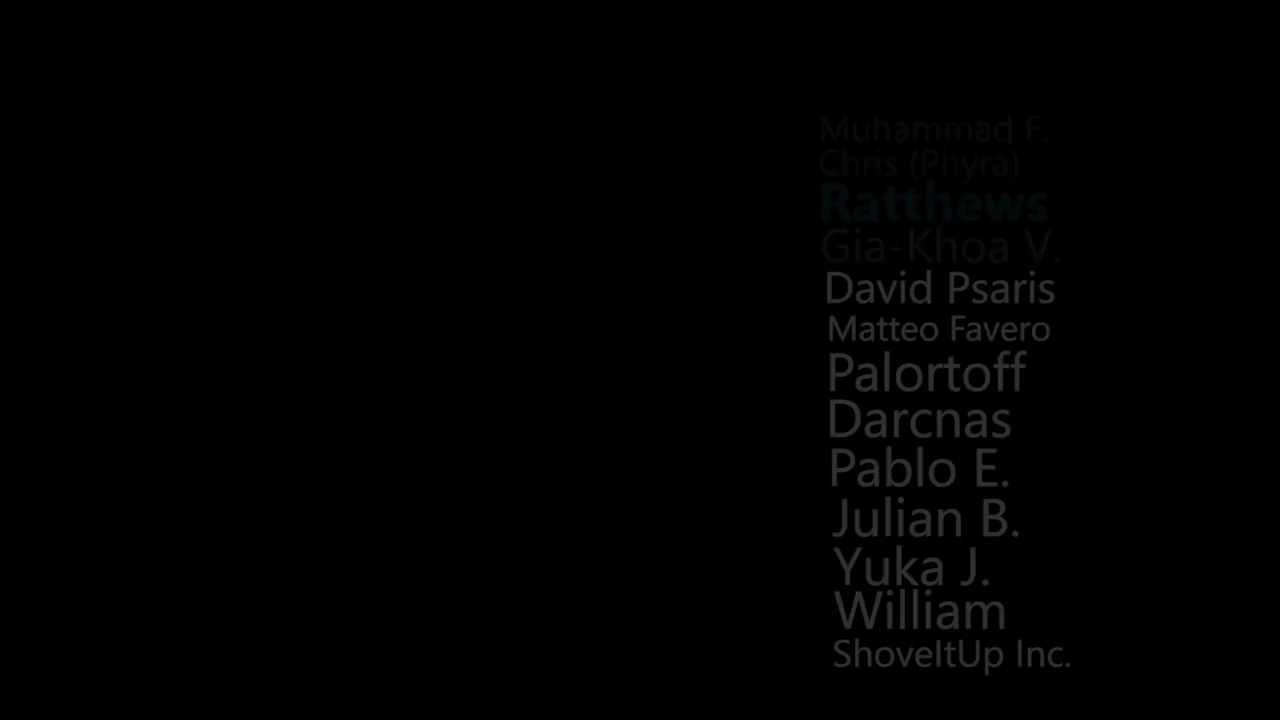 Muhammad F.
Chris (Phyra)
Ratthews
Gia-Khoa V.
David Psaris
Matteo Favero
Palortoff
Darcnas
Pablo E.
Julian B.
Yuka J.
William
ShoveItUp Inc.